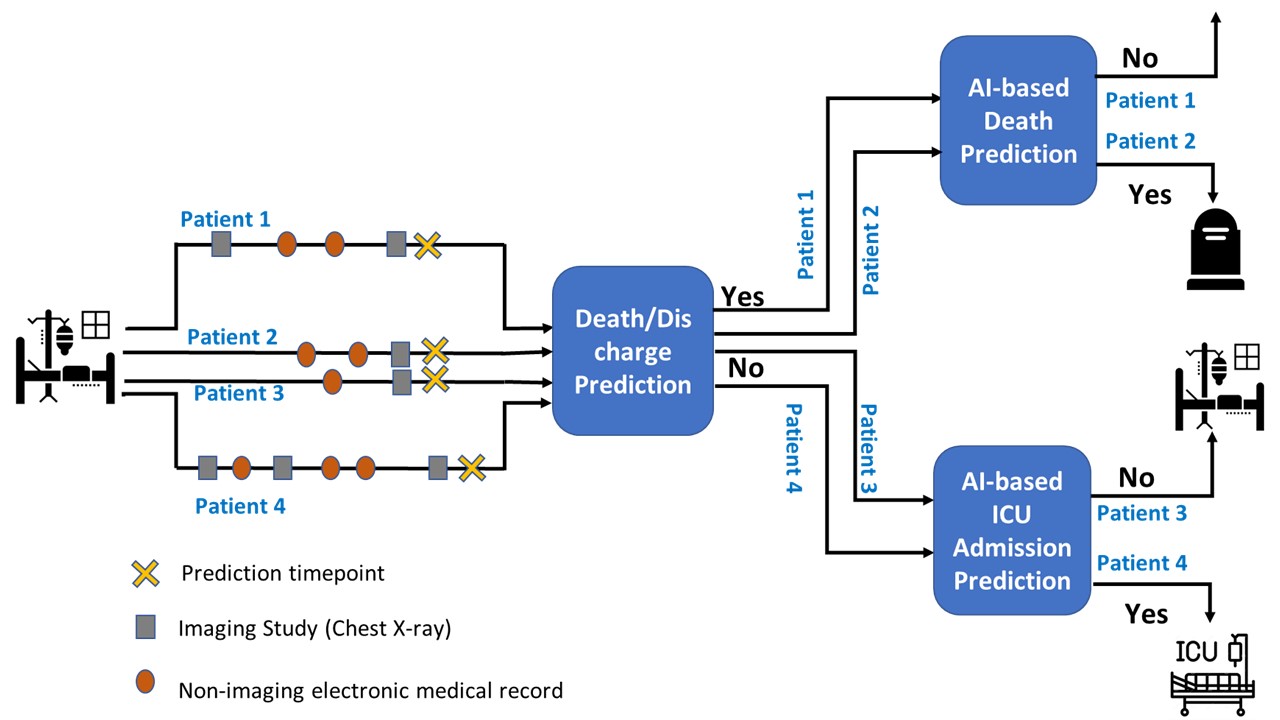 Patient 1
Patient 2
Patient 3
Patient 4
Prediction timepoint
Imaging Study (Chest X-ray)
Non-imaging electronic medical record
Death/Dis
charge
Prediction
Yes
No
Patient 1
Patient 2
Patient 3
Patient 4
AI-based
Death
Prediction
No
Patient 1
Patient 2
Yes
AI-based
ICU
Admission
Prediction
No
Patient 3
Patient 4
Yes
ICU